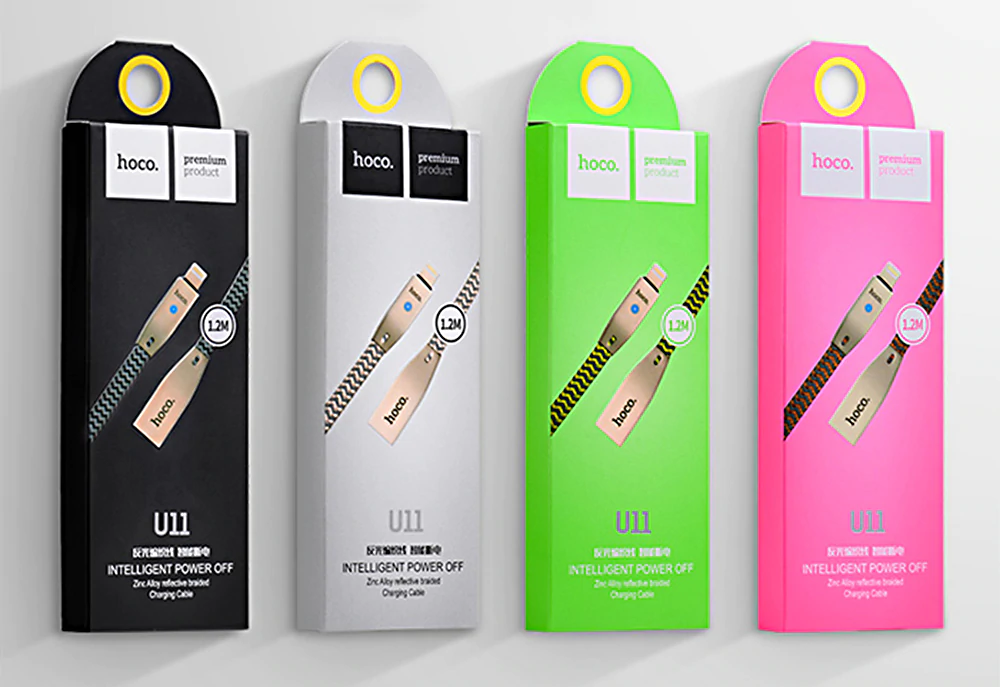 hoco.
premium
product
hoco.
1.2M
hoco.
U11
反光编织线 智能断电
INTELLIGENT POWER OFF
Zinc Alloy reflective braided
Charging Cable
hoco.
premium
product
hoco.
1.2M
hoco.
U11
反光编织线 智能断电
INTELLIGENT POWER OFF
Zinc Alloy reflective braided
Charging Cable
hoco.
premium
product
hoco.
1.2M
hoco.
U11
反光编织线 智能断电
INTELLIGENT POWER OFF
Zinc Alloy reflective braided
Charging Cable
hoco.
premium
product
hoco.
1.2M
hoco.
U11
反光编织线 智能断电
INTELLIGENT POWER OFF
Zinc Alloy reflective braided
Charging Cable